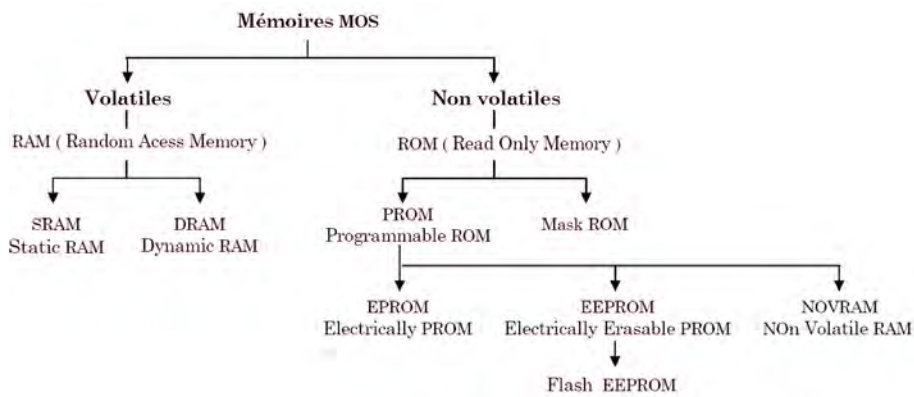 Mémoires MOS
Volatiles
Non volatiles
RAM ( Random Acess Memory )
ROM ( Read Only Memory )
SRAM
Static RAM
DRAM
Dynamic RAM
PROM
Programmable ROM
Mask ROM
EPROM
Electrically PROM
EEPROM
Electrically Erasable PROM
NOVRAM
NOn Volatile RAM
Flash EEPROM